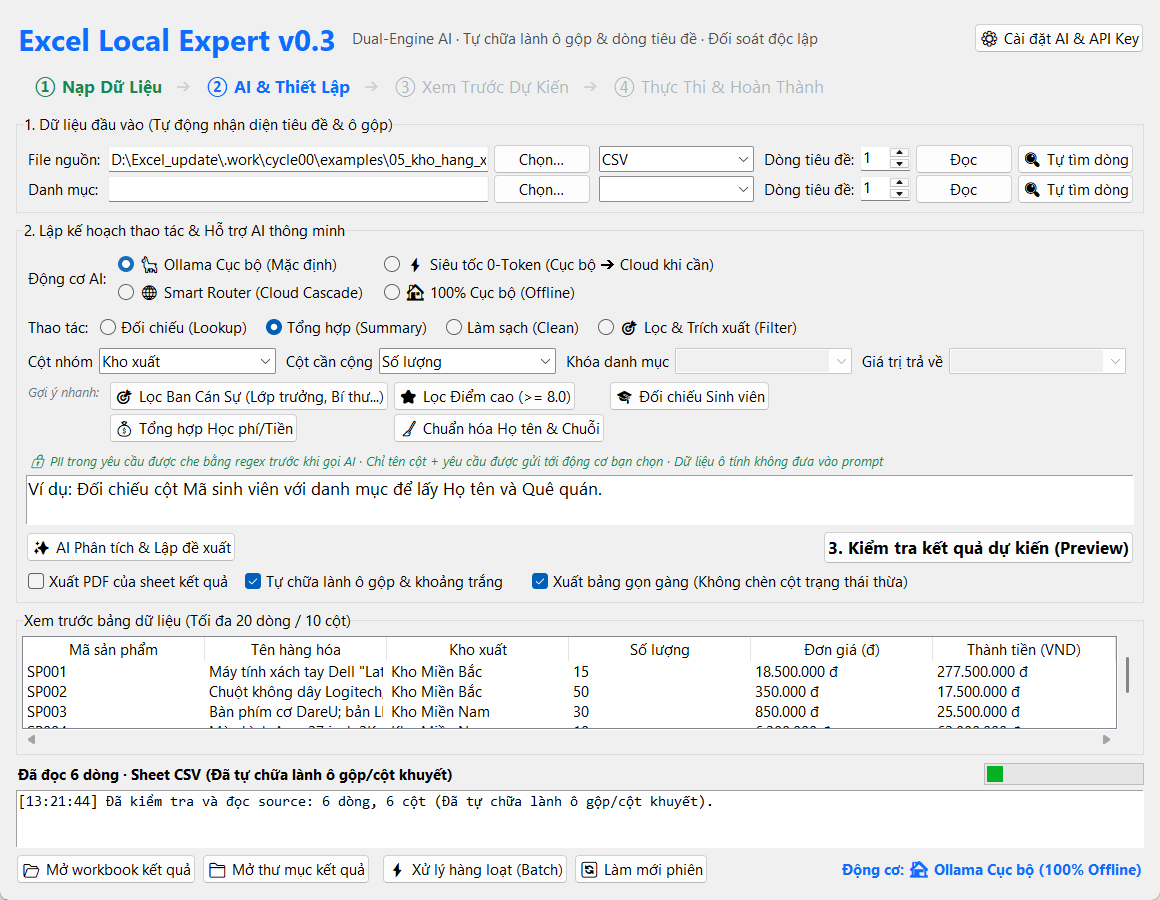 Excel Local Expert v0.3 Dual-Engine AI · Tự chữa lành ô gộp & dòng tiêu đề · Đối soát độc lập Cài đặt AI & API Key
1 Nạp Dữ Liệu → 2 AI & Thiết Lập → 3 Xem Trước Dự Kiến → 4 Thực Thi & Hoàn Thành
1. Dữ liệu đầu vào (Tự động nhận diện tiêu đề & ô gộp)
File nguồn: D:\Excel_update\.work\cycle00\examples\05_kho_hang_x Chọn... CSV Dòng tiêu đề: 1 Đọc Tự tìm dòng
Danh mục: Chọn... Dòng tiêu đề: 1 Đọc Tự tìm dòng
2. Lập kế hoạch thao tác & Hỗ trợ AI thông minh
Động cơ AI: Ollama Cục bộ (Mặc định) Siêu tốc 0-Token (Cục bộ → Cloud khi cần)
Smart Router (Cloud Cascade) 100% Cục bộ (Offline)
Thao tác: Đối chiếu (Lookup) Tổng hợp (Summary) Làm sạch (Clean) Lọc & Trích xuất (Filter)
Cột nhóm Kho xuất Cột cần cộng Số lượng Khóa danh mục Giá trị trả về
Gợi ý nhanh: Lọc Ban Cán Sự (Lớp trưởng, Bí thư...) Lọc Điểm cao (>= 8.0) Đối chiếu Sinh viên
Tổng hợp Học phí/Tiền Chuẩn hóa Họ tên & Chuỗi
PII trong yêu cầu được che bằng regex trước khi gọi AI · Chỉ tên cột + yêu cầu được gửi tới động cơ bạn chọn · Dữ liệu ô tính không đưa vào prompt
Ví dụ: Đối chiếu cột Mã sinh viên với danh mục để lấy Họ tên và Quê quán.
AI Phân tích & Lập đề xuất 3. Kiểm tra kết quả dự kiến (Preview)
Xuất PDF của sheet kết quả Tự chữa lành ô gộp & khoảng trắng Xuất bảng gọn gàng (Không chèn cột trạng thái thừa)
Xem trước bảng dữ liệu (Tối đa 20 dòng / 10 cột)
Mã sản phẩm Tên hàng hóa Kho xuất Số lượng Đơn giá (đ) Thành tiền (VND)
SP001 Máy tính xách tay Dell "Lat Kho Miền Bắc 15 18.500.000 đ 277.500.000 đ
SP002 Chuột không dây Logitech, Kho Miền Bắc 50 350.000 đ 17.500.000 đ
SP003 Bàn phím cơ DareU; bản LI Kho Miền Nam 30 850.000 đ 25.500.000 đ
Đã đọc 6 dòng · Sheet CSV (Đã tự chữa lành ô gộp/cột khuyết)
[13:21:44] Đã kiểm tra và đọc source: 6 dòng, 6 cột (Đã tự chữa lành ô gộp/cột khuyết).
Mở workbook kết quả Mở thư mục kết quả Xử lý hàng loạt (Batch) Làm mới phiên Động cơ: Ollama Cục bộ (100% Offline)